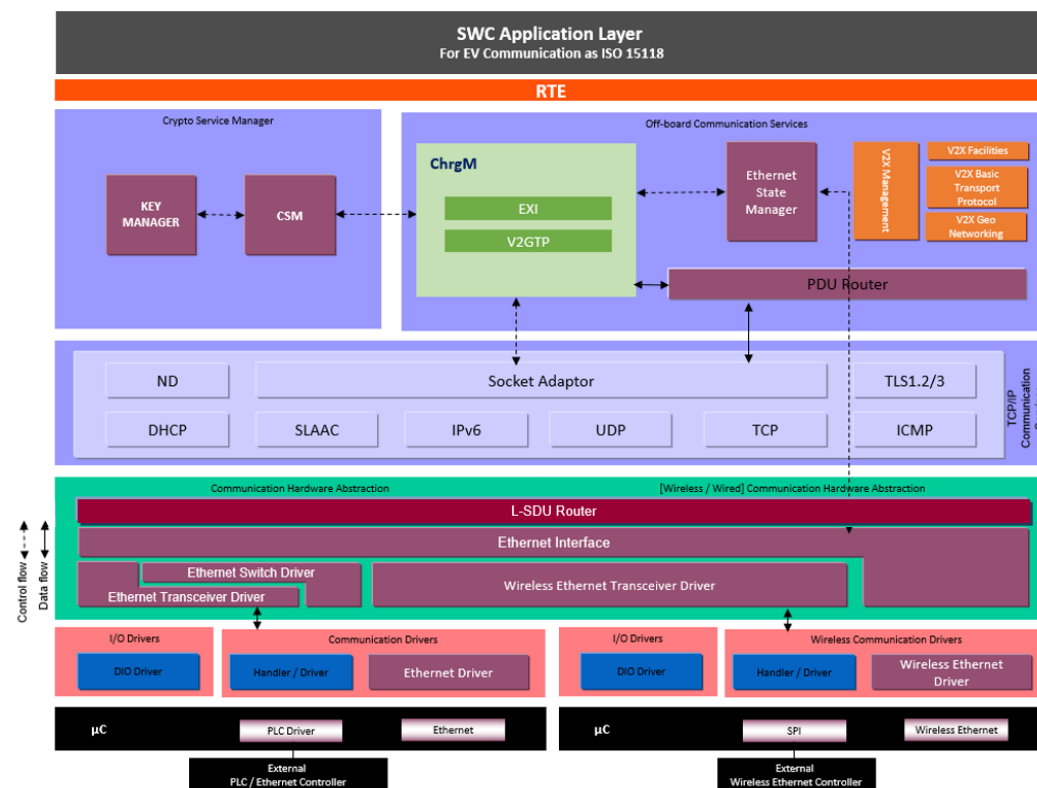 SWC Application Layer
For EV Communication as ISO 15118
RTE
Crypto Service Manager
KEY
MANAGER
CSM
Off-board Communication Services
ChrgM
EXI
V2GTP
Ethernet
State
Manager
V2X Management
V2X Facilities
V2X Basic
Transport
Protocol
V2X Geo
Networking
PDU Router
ND
Socket Adaptor
TLS1.2/3
DHCP
SLAAC
IPv6
UDP
TCP
ICMP
TCP/IP
Communication
Communication Hardware Abstraction
[Wireless / Wired] Communication Hardware Abstraction
L-SDU Router
Ethernet Interface
Ethernet Switch Driver
Ethernet Transceiver Driver
Wireless Ethernet Transceiver Driver
Control flow
Data flow
I/O Drivers
DIO Driver
Communication Drivers
Handler / Driver
Ethernet Driver
I/O Drivers
DIO Driver
Wireless Communication Drivers
Handler / Driver
Wireless Ethernet
Driver
µC
PLC Driver
Ethernet
µC
SPI
Wireless Ethernet
External
PLC / Ethernet Controller
External
Wireless Ethernet Controller